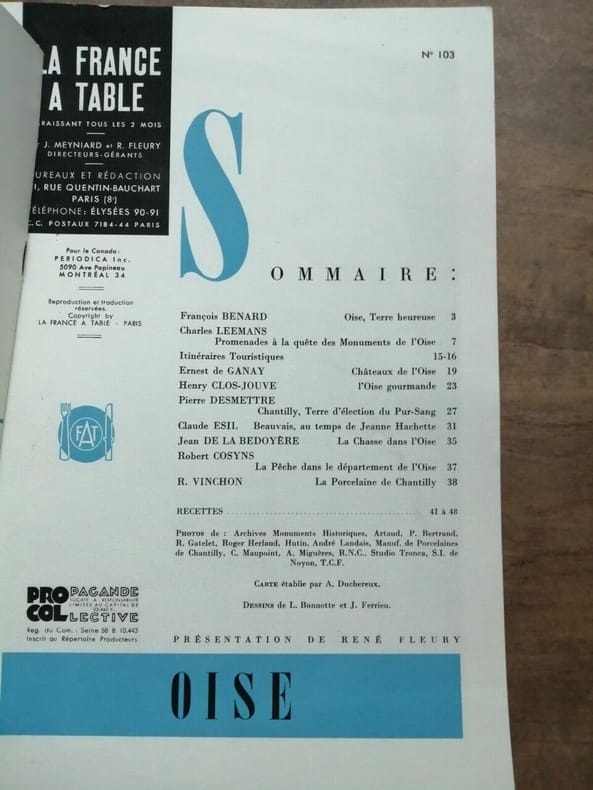 LA FRANCE
A TABLE
PARAISSANT TOUS LES 2 MOIS
J. MEYNIARD et R. FLEURY
DIRECTEURS-GÉRANTS
BUREAUX ET RÉDACTION
1, RUE QUENTIN-BAUCHART
PARIS (8e)
TÉLÉPHONE: ÉLYSÉES 90-91
C.C. POSTAUX 7184-44 PARIS
Pour le Canada:
PERIODICA Inc.
5090 Ave Papineau
MONTRÉAL 34
Reproduction et traduction
réservées.
Copyright by
LA FRANCE A TABLE - PARIS
FAT
PROPAGANDE
SOCIÉTÉ A RESPONSABILITÉ
LIMITÉE AU CAPITAL DE
COLLECTIVE
Reg. du Com.: Seine 58 B 10.443
Inscrit au Répertoire Producteurs
N° 103
SOMMAIRE:
François BENARD Oise, Terre heureuse 3
Charles LEEMANS
Promenades à la quête des Monuments de l'Oise 7
Itinéraires Touristiques 15-16
Ernest de GANAY Châteaux de l'Oise 19
Henry CLOS-JOUVE l'Oise gourmande 23
Pierre DESMETTRE
Chantilly, Terre d'élection du Pur-Sang 27
Claude ESIL Beauvais, au temps de Jeanne Hachette 31
Jean DE LA BEDOYÈRE La Chasse dans l'Oise 35
Robert COSYNS
La Pêche dans le département de l'Oise 37
R. VINCHON La Porcelaine de Chantilly 38
RECETTES ........................................ 41 à 48
PHOTOS de : Archives Monuments Historiques, Artaud, P. Bertrand,
R. Gatelet, Roger Herlaud, Hutin, André Landais, Manuf. de Porcelaines
de Chantilly, C. Maupoint, A. Miguères, R.N.C., Studio Tronca, S.I. de
Noyon, T.C.F.
CARTE établie par A. Duchereux.
DESSINS de L. Bonnotte et J. Ferrieu.
PRÉSENTATION DE RENÉ FLEURY
OISE